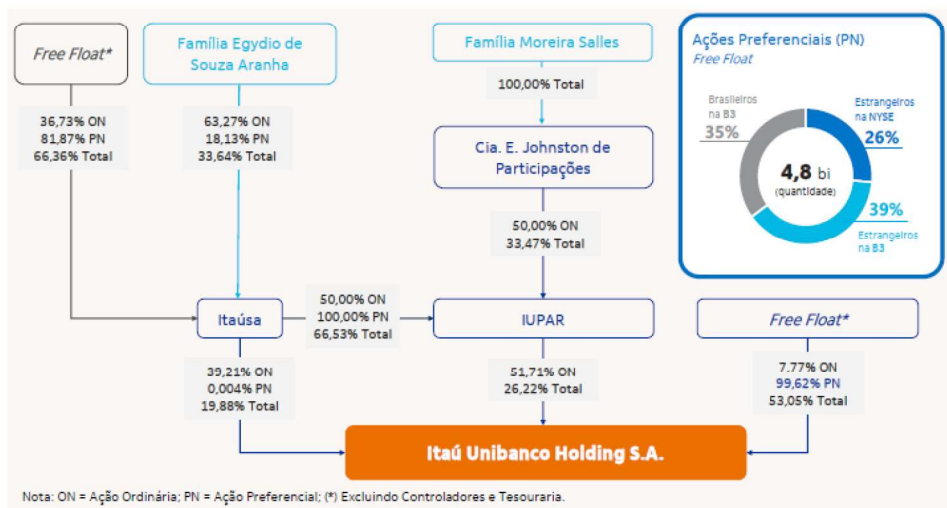 Free Float*
Família Egydio de
Souza Aranha
Família Moreira Salles
Ações Preferenciais (PN)
Free Float
Brasileiros
na B3
35%
Estrangeiros
na NYSE
26%
4,8 bi
(quantidade)
39%
Estrangeiros
na B3
36,73% ON
81,87% PN
66,36% Total
63,27% ON
18,13% PN
33,64% Total
100,00% Total
Cia. E. Johnston de
Participações
50,00% ON
33,47% Total
Itaúsa
50,00% ON
100,00% PN
66,53% Total
IUPAR
Free Float*
39,21% ON
0,004% PN
19,88% Total
51,71% ON
26,22% Total
7.77% ON
99,62% PN
53,05% Total
Itaú Unibanco Holding S.A.
Nota: ON = Ação Ordinária; PN = Ação Preferencial; (*) Excluindo Controladores e Tesouraria.